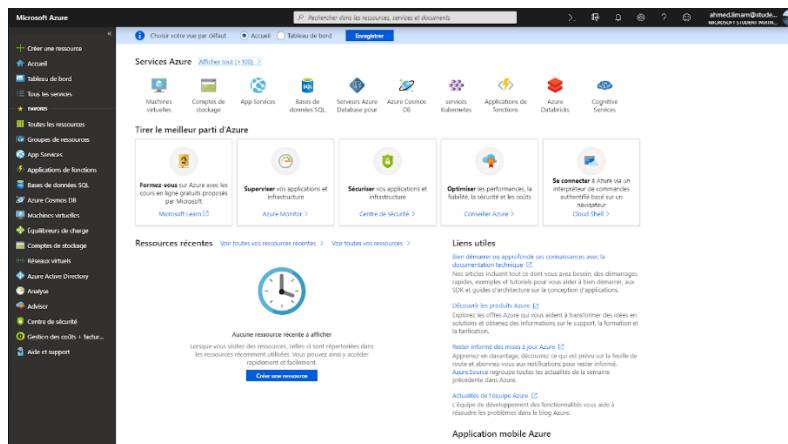 Microsoft Azure
Rechercher dans les ressources, services et documents
ahmed.limam@stude...
MICROSOFT STUDENT PARTN...
Choisir votre vue par défaut
Accueil
Tableau de bord
Enregistrer
Créer une ressource
Accueil
Tableau de bord
Tous les services
FAVORIS
Toutes les ressources
Groupes de ressources
App Services
Applications de fonctions
Bases de données SQL
Azure Cosmos DB
Machines virtuelles
Équilibreurs de charge
Comptes de stockage
Réseaux virtuels
Azure Active Directory
Analyse
Advisor
Centre de sécurité
Gestion des coûts + factur...
Aide et support
Services Azure Afficher tout (+100) >
Machines virtuelles
Comptes de stockage
App Services
Bases de données SQL
Serveurs Azure Database pour
Azure Cosmos DB
services Kubernetes
Applications de fonctions
Azure Databricks
Cognitive Services
Tirer le meilleur parti d'Azure
Formez-vous sur Azure avec les
cours en ligne gratuits proposés
par Microsoft
Microsoft Learn
Superviser vos applications et
infrastructure
Azure Monitor >
Sécuriser vos applications et
infrastructure
Centre de sécurité >
Optimiser les performances, la
fiabilité, la sécurité et les coûts
Conseiller Azure >
Se connecter à Azure via un
interpréteur de commandes
authentifié basé sur un
navigateur
Cloud Shell >
Ressources récentes Voir toutes vos ressources récentes > Voir toutes vos ressources >
Aucune ressource récente à afficher
Lorsque vous visitez des ressources, celles-ci sont répertoriées dans
les ressources récemment utilisées. Vous pouvez ainsi y accéder
rapidement et facilement.
Créer une ressource
Liens utiles
Bien démarrer ou approfondir ses connaissances avec la
documentation technique
Nos articles incluent tout ce dont vous avez besoin, des démarrages
rapides, exemples et tutoriels pour vous aider à bien démarrer, aux
SDK et guides d'architecture sur la conception d'applications.
Découvrir les produits Azure
Explorez les offres Azure qui vous aident à transformer des idées en
solutions et obtenez des informations sur le support, la formation et
la tarification.
Rester informé des mises à jour Azure
Apprenez-en davantage, découvrez ce qui est prévu sur la feuille de
route et abonnez-vous aux notifications pour rester informé.
Azure.Source regroupe toutes les actualités de la semaine
précédente dans Azure.
Actualités de l'équipe Azure
L'équipe de développement des fonctionnalités vous aide à
résoudre les problèmes dans le blog Azure.
Application mobile Azure